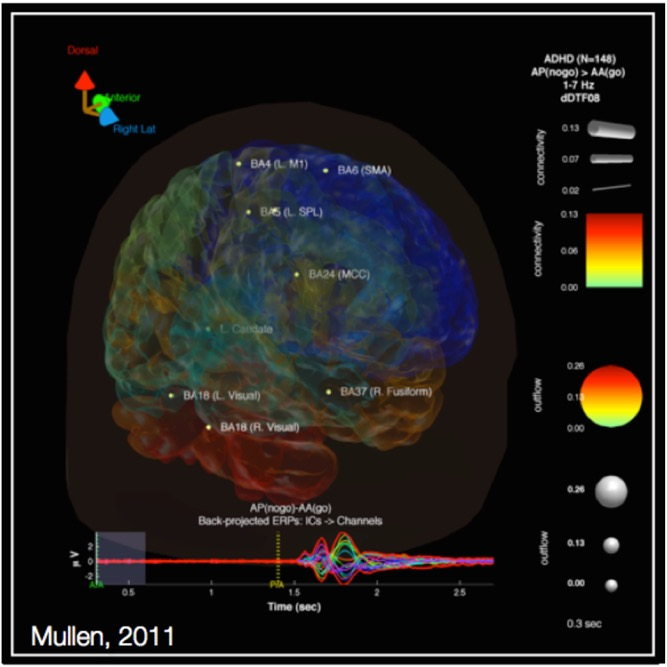 Dorsal
Anterior
Right Lat
ADHD (N=148)
AP(nogo) > AA(go)
1-7 Hz
dDTF08
connectivity
0.13
0.07
0.02
connectivity
0.13
0.06
0.00
BA4 (L. M1)
BA6 (SMA)
BA5 (L. SPL)
BA24 (MCC)
L. Caudate
BA18 (L. Visual)
BA37 (R. Fusiform)
BA18 (R. Visual)
outflow
0.26
0.13
0.00
outflow
0.26
0.13
0.00
0.3 sec
AP(nogo)-AA(go)
Back-projected ERPs: ICs -> Channels
μV
2
0
-2
0.5
1
1.5
2
2.5
Time (sec)
Mullen, 2011